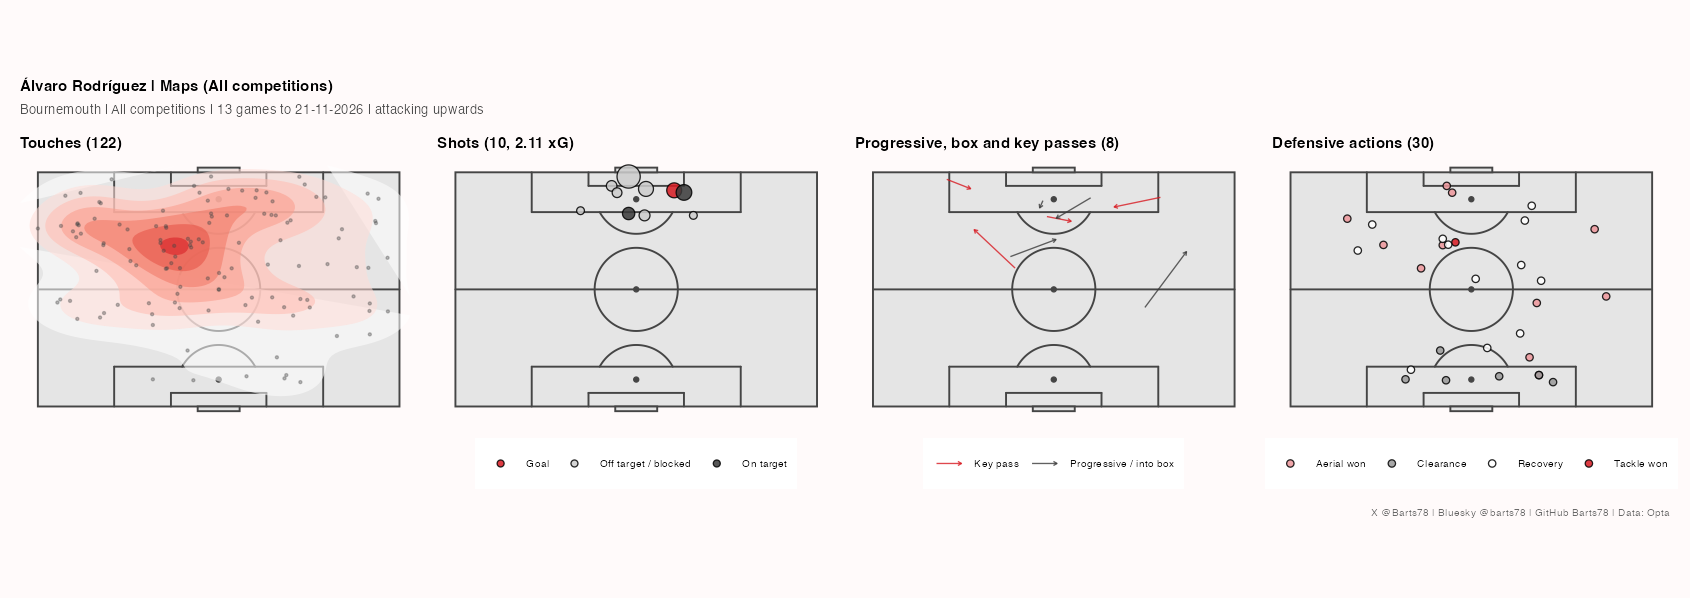 Álvaro Rodríguez | Maps (All competitions)
Bournemouth | All competitions | 13 games to 21-11-2026 | attacking upwards
Touches (122)
Shots (10, 2.11 xG)
Progressive, box and key passes (8)
Defensive actions (30)
Goal
Off target / blocked
On target
Key pass
Progressive / into box
Aerial won
Clearance
Recovery
Tackle won
X @Barts78 | Bluesky @barts78 | GitHub Barts78 | Data: Opta